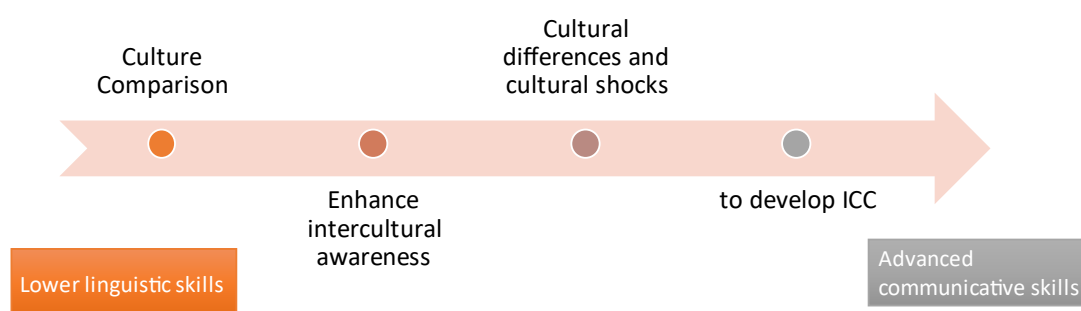 Culture
Comparison
Enhance
intercultural
awareness
Cultural
differences and
cultural shocks
to develop ICC
Lower linguistic skills
Advanced
communicative skills